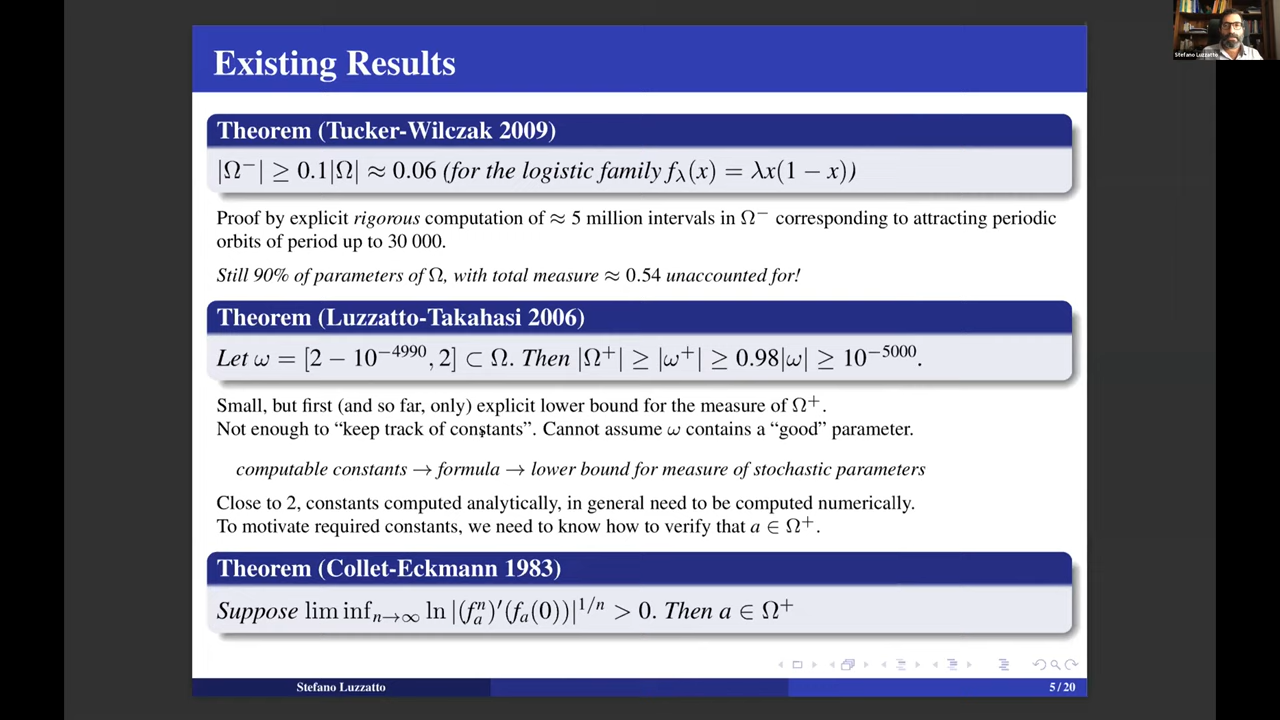 Stefano Luzzatto
Existing Results
Theorem (Tucker-Wilczak 2009)
|Ω⁻| ≥ 0.1|Ω| ≈ 0.06 (for the logistic family f_λ(x) = λx(1 − x))
Proof by explicit rigorous computation of ≈ 5 million intervals in Ω⁻ corresponding to attracting periodic
orbits of period up to 30 000.
Still 90% of parameters of Ω, with total measure ≈ 0.54 unaccounted for!
Theorem (Luzzatto-Takahasi 2006)
Let ω = [2 − 10⁻⁴⁹⁹⁰, 2] ⊂ Ω. Then |Ω⁺| ≥ |ω⁺| ≥ 0.98|ω| ≥ 10⁻⁵⁰⁰⁰.
Small, but first (and so far, only) explicit lower bound for the measure of Ω⁺.
Not enough to “keep track of constants”. Cannot assume ω contains a “good” parameter.
computable constants → formula → lower bound for measure of stochastic parameters
Close to 2, constants computed analytically, in general need to be computed numerically.
To motivate required constants, we need to know how to verify that a ∈ Ω⁺.
Theorem (Collet-Eckmann 1983)
Suppose lim inf_{n→∞} ln |(f_a^n)′(f_a(0))|^{1/n} > 0. Then a ∈ Ω⁺
Stefano Luzzatto
5 / 20